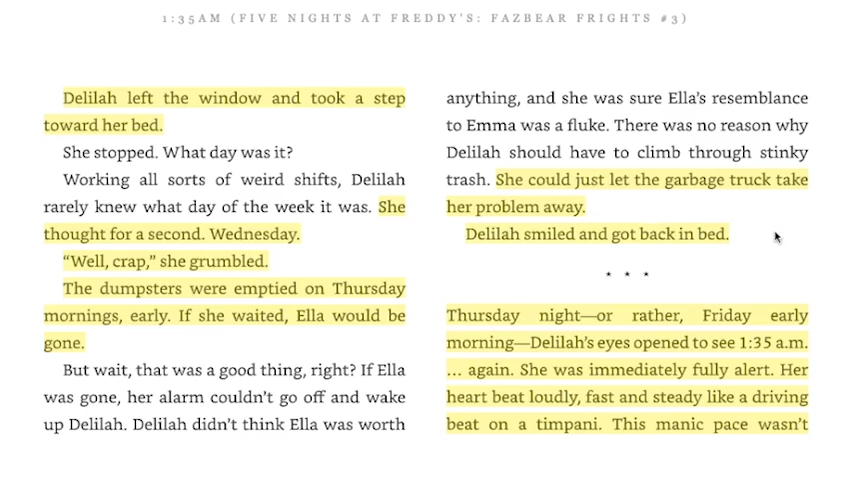 1:35AM (FIVE NIGHTS AT FREDDY'S: FAZBEAR FRIGHTS #3)
Delilah left the window and took a step
toward her bed.
She stopped. What day was it?
Working all sorts of weird shifts, Delilah
rarely knew what day of the week it was. She
thought for a second. Wednesday.
“Well, crap,” she grumbled.
The dumpsters were emptied on Thursday
mornings, early. If she waited, Ella would be
gone.
But wait, that was a good thing, right? If Ella
was gone, her alarm couldn’t go off and wake
up Delilah. Delilah didn’t think Ella was worth
anything, and she was sure Ella’s resemblance
to Emma was a fluke. There was no reason why
Delilah should have to climb through stinky
trash. She could just let the garbage truck take
her problem away.
Delilah smiled and got back in bed.
* * *
Thursday night—or rather, Friday early
morning—Delilah’s eyes opened to see 1:35 a.m.
… again. She was immediately fully alert. Her
heart beat loudly, fast and steady like a driving
beat on a timpani. This manic pace wasn’t